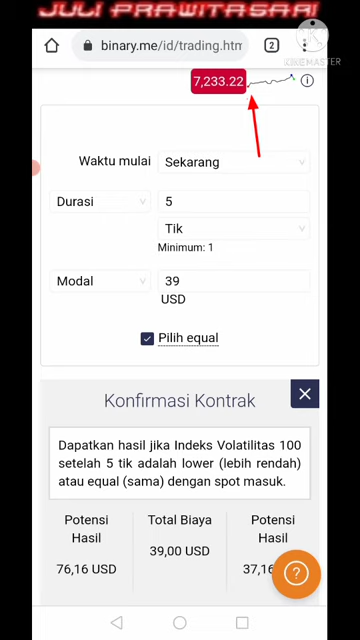 JULI PRAWITASARI
binary.me/id/trading.htm
2
KINEMASTER
7,233.22
Waktu mulai
Sekarang
Durasi
5
Tik
Minimum: 1
Modal
39
USD
Pilih equal
Konfirmasi Kontrak
Dapatkan hasil jika Indeks Volatilitas 100
setelah 5 tik adalah lower (lebih rendah)
atau equal (sama) dengan spot masuk.
Potensi
Hasil
76,16 USD
Total Biaya
39,00 USD
Potensi
Hasil
37,16
?